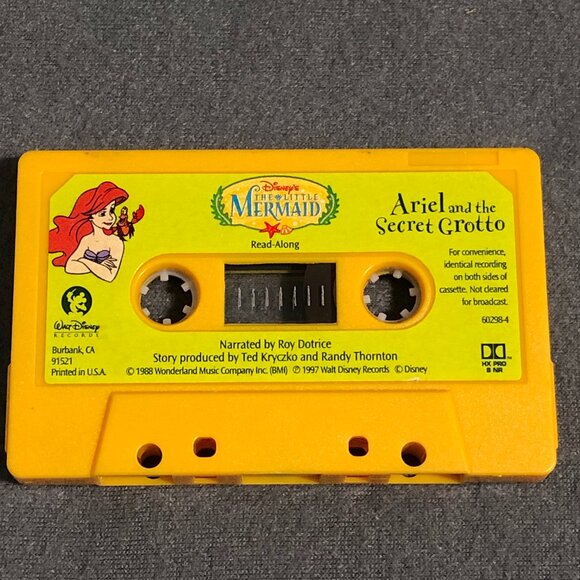 Disney's
THE LITTLE
MERMAID
Read-Along
Ariel and the
Secret Grotto
For convenience,
identical recording
on both sides of
cassette. Not cleared
for broadcast.
60298-4
WALT DISNEY
RECORDS
Burbank, CA
91521
Printed in U.S.A.
Narrated by Roy Dotrice
Story produced by Ted Kryczko and Randy Thornton
© 1988 Wonderland Music Company Inc. (BMI) ℗ 1997 Walt Disney Records © Disney
HX PRO
B NR